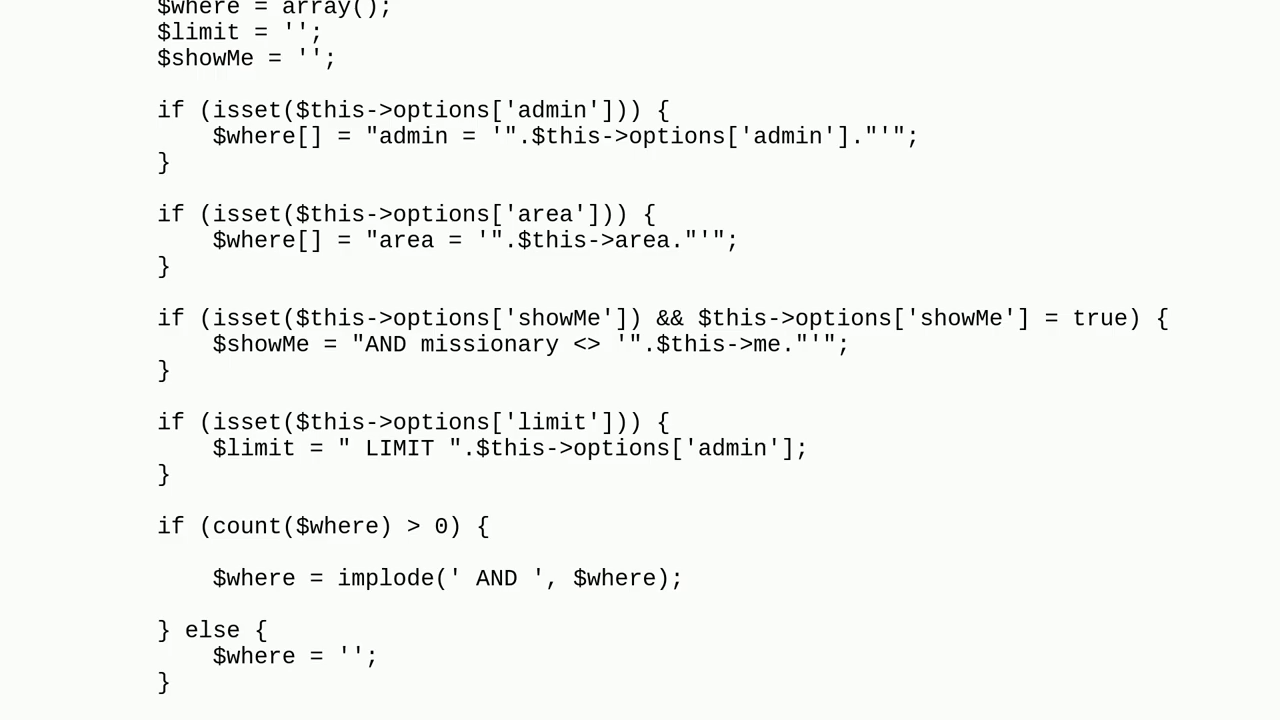 $where = array();
$limit = '';
$showMe = '';
if (isset($this->options['admin'])) {
$where[] = "admin = '".$this->options['admin']."'";
}
if (isset($this->options['area'])) {
$where[] = "area = '".$this->area."'";
}
if (isset($this->options['showMe']) && $this->options['showMe'] = true) {
$showMe = "AND missionary <> '".$this->me."'";
}
if (isset($this->options['limit'])) {
$limit = " LIMIT ".$this->options['admin'];
}
if (count($where) > 0) {
$where = implode(' AND ', $where);
} else {
$where = '';
}